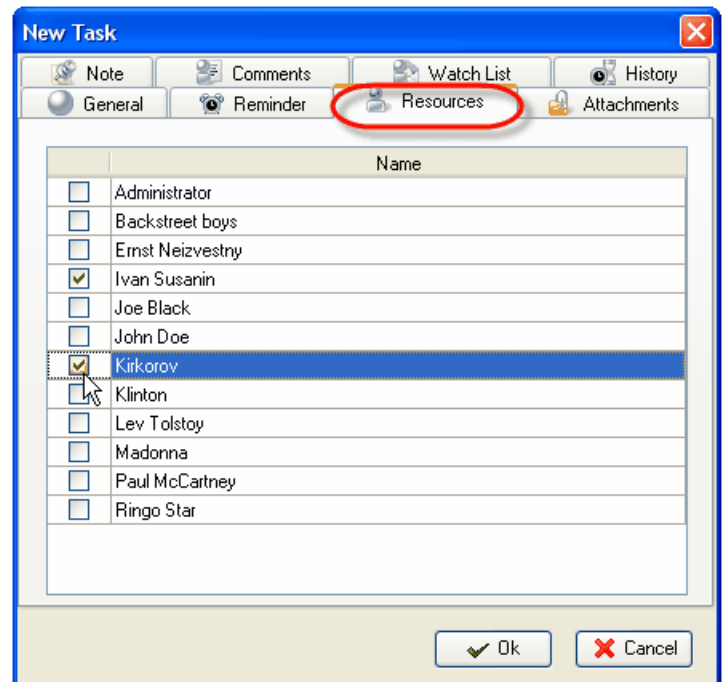 New Task
Note Comments Watch List History
General Reminder Resources Attachments
Name
Administrator
Backstreet boys
Ernst Neizvestny
Ivan Susanin
Joe Black
John Doe
Kirkorov
Klinton
Lev Tolstoy
Madonna
Paul McCartney
Ringo Star
Ok Cancel